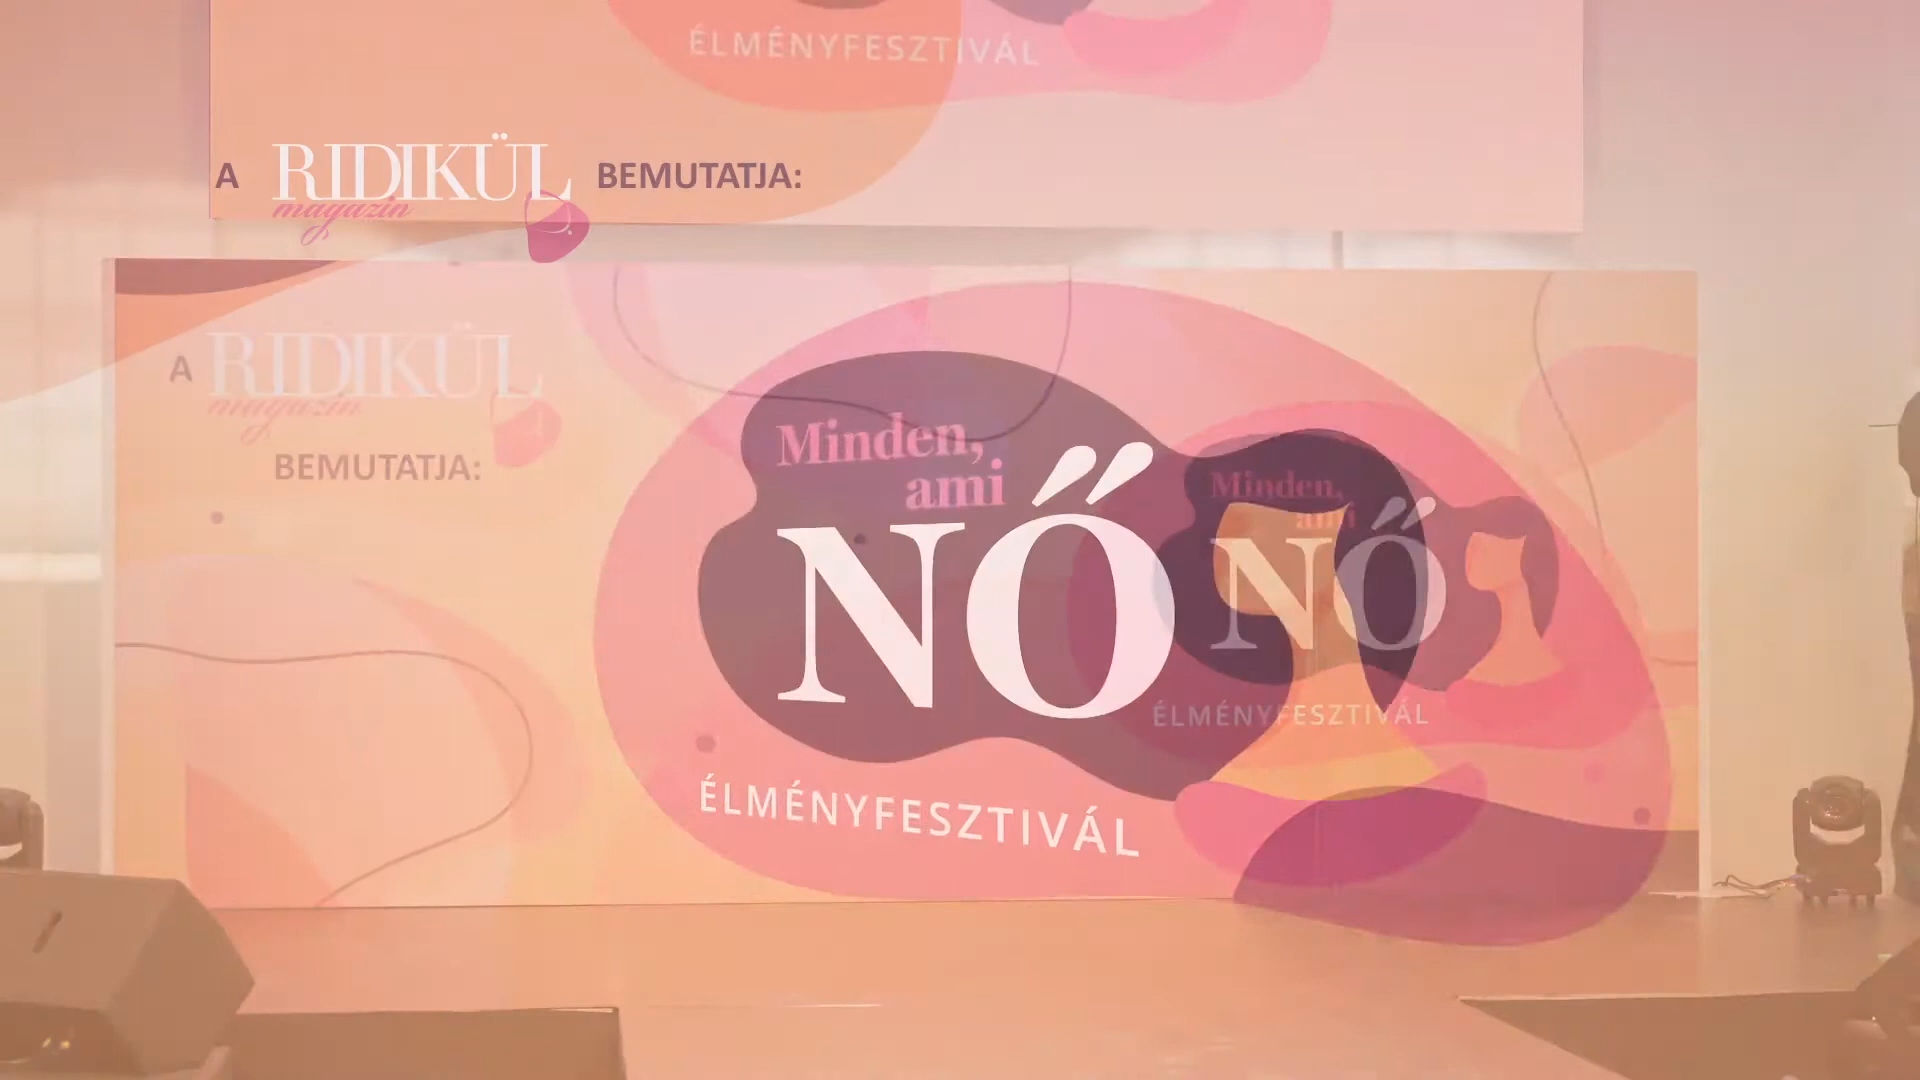 ÉLMÉNYFESZTIVÁL
A RIDIKÜL BEMUTATJA:
magazin
A RIDIKÜL
magazin
BEMUTATJA:
Minden,
ami
NŐ
ÉLMÉNYFESZTIVÁL
Minden,
ami
NŐ
ÉLMÉNYFESZTIVÁL